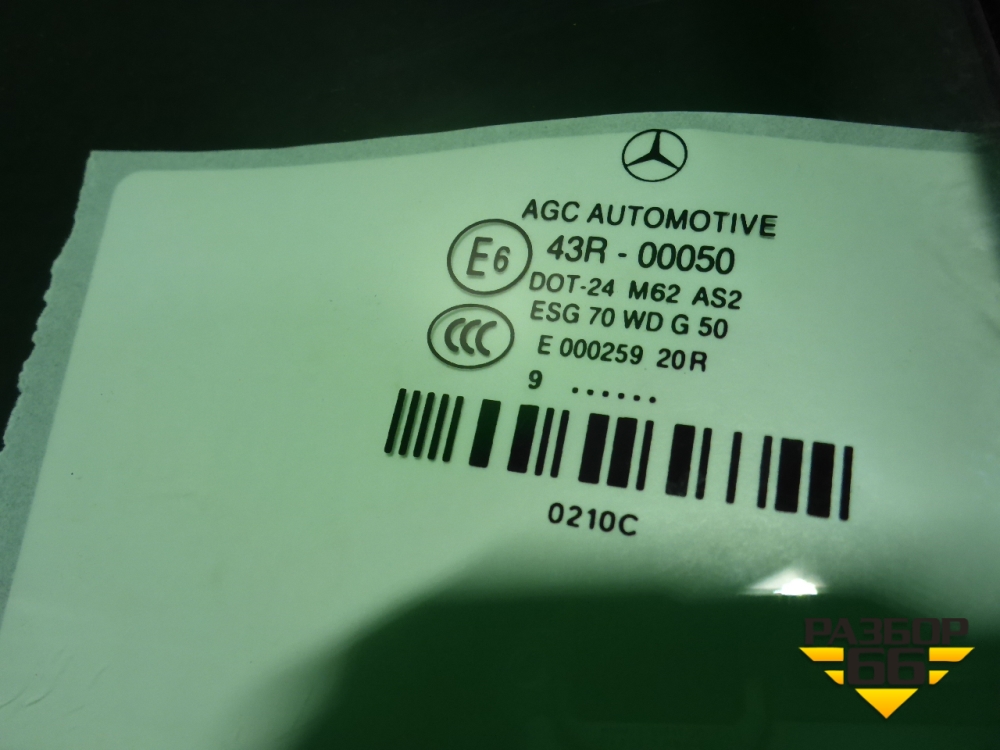 AGC AUTOMOTIVE
E6
43R - 00050
DOT-24 M62 AS2
ESG 70 WD G 50
CCC
E 000259 20R
9 ......
0210C
РАЗБОР
66